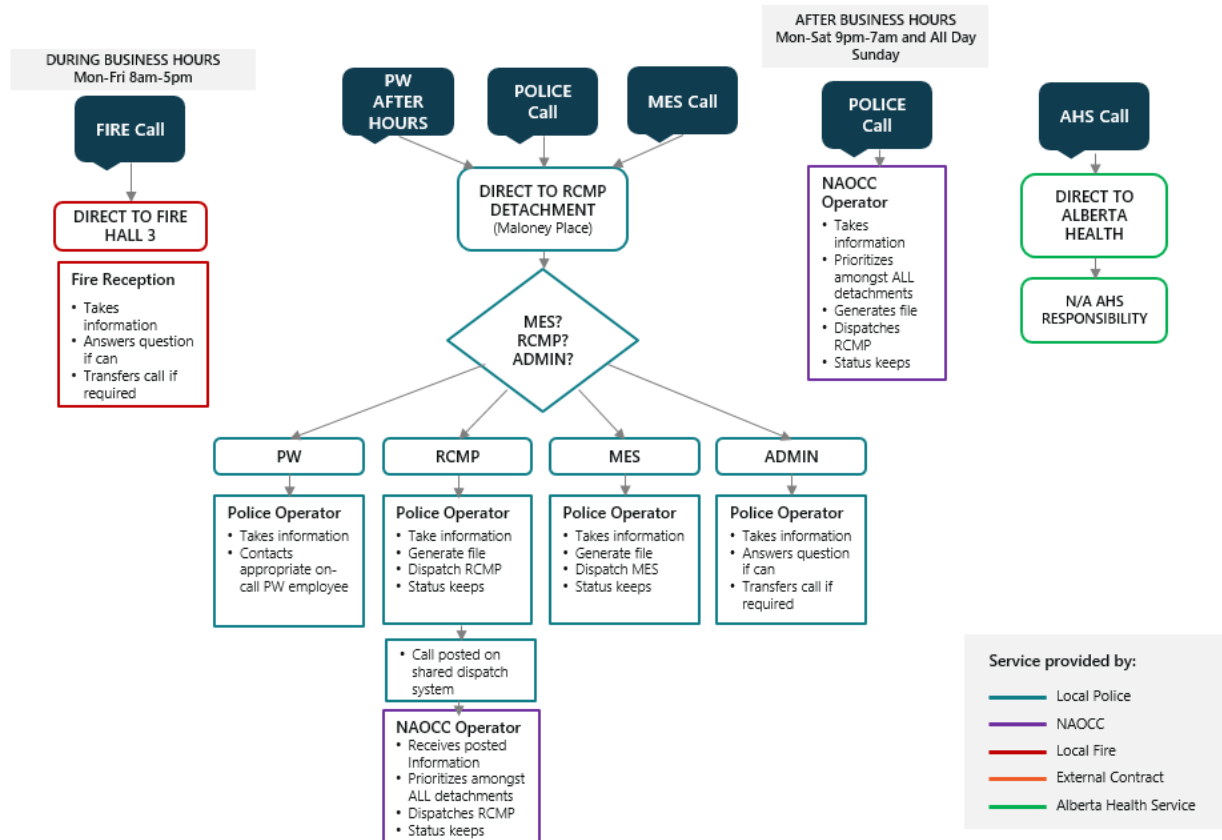 DURING BUSINESS HOURS
Mon-Fri 8am-5pm
FIRE Call
DIRECT TO FIRE
HALL 3
Fire Reception
• Takes
information
• Answers question
if can
• Transfers call if
required
PW
AFTER
HOURS
POLICE
Call
MES Call
DIRECT TO RCMP
DETACHMENT
(Maloney Place)
MES?
RCMP?
ADMIN?
PW
RCMP
MES
ADMIN
Police Operator
• Takes information
• Contacts
appropriate on-
call PW employee
Police Operator
• Take information
• Generate file
• Dispatch RCMP
• Status keeps
Police Operator
• Takes information
• Generate file
• Dispatch MES
• Status keeps
Police Operator
• Takes information
• Answers question
if can
• Transfers call if
required
• Call posted on
shared dispatch
system
NAOCC Operator
• Receives posted
Information
• Prioritizes amongst
ALL detachments
• Dispatches RCMP
• Status keeps
AFTER BUSINESS HOURS
Mon-Sat 9pm-7am and All Day
Sunday
POLICE
Call
NAOCC
Operator
• Takes
information
• Prioritizes
amongst ALL
detachments
• Generates file
• Dispatches
RCMP
• Status keeps
AHS Call
DIRECT TO
ALBERTA
HEALTH
N/A AHS
RESPONSIBILITY
Service provided by:
Local Police
NAOCC
Local Fire
External Contract
Alberta Health Service